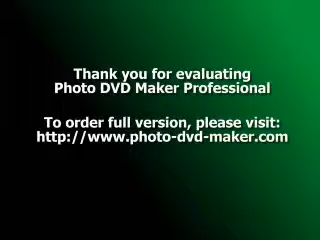 Thank you for evaluating
Photo DVD Maker Professional
To order full version, please visit:
http://www.photo-dvd-maker.com